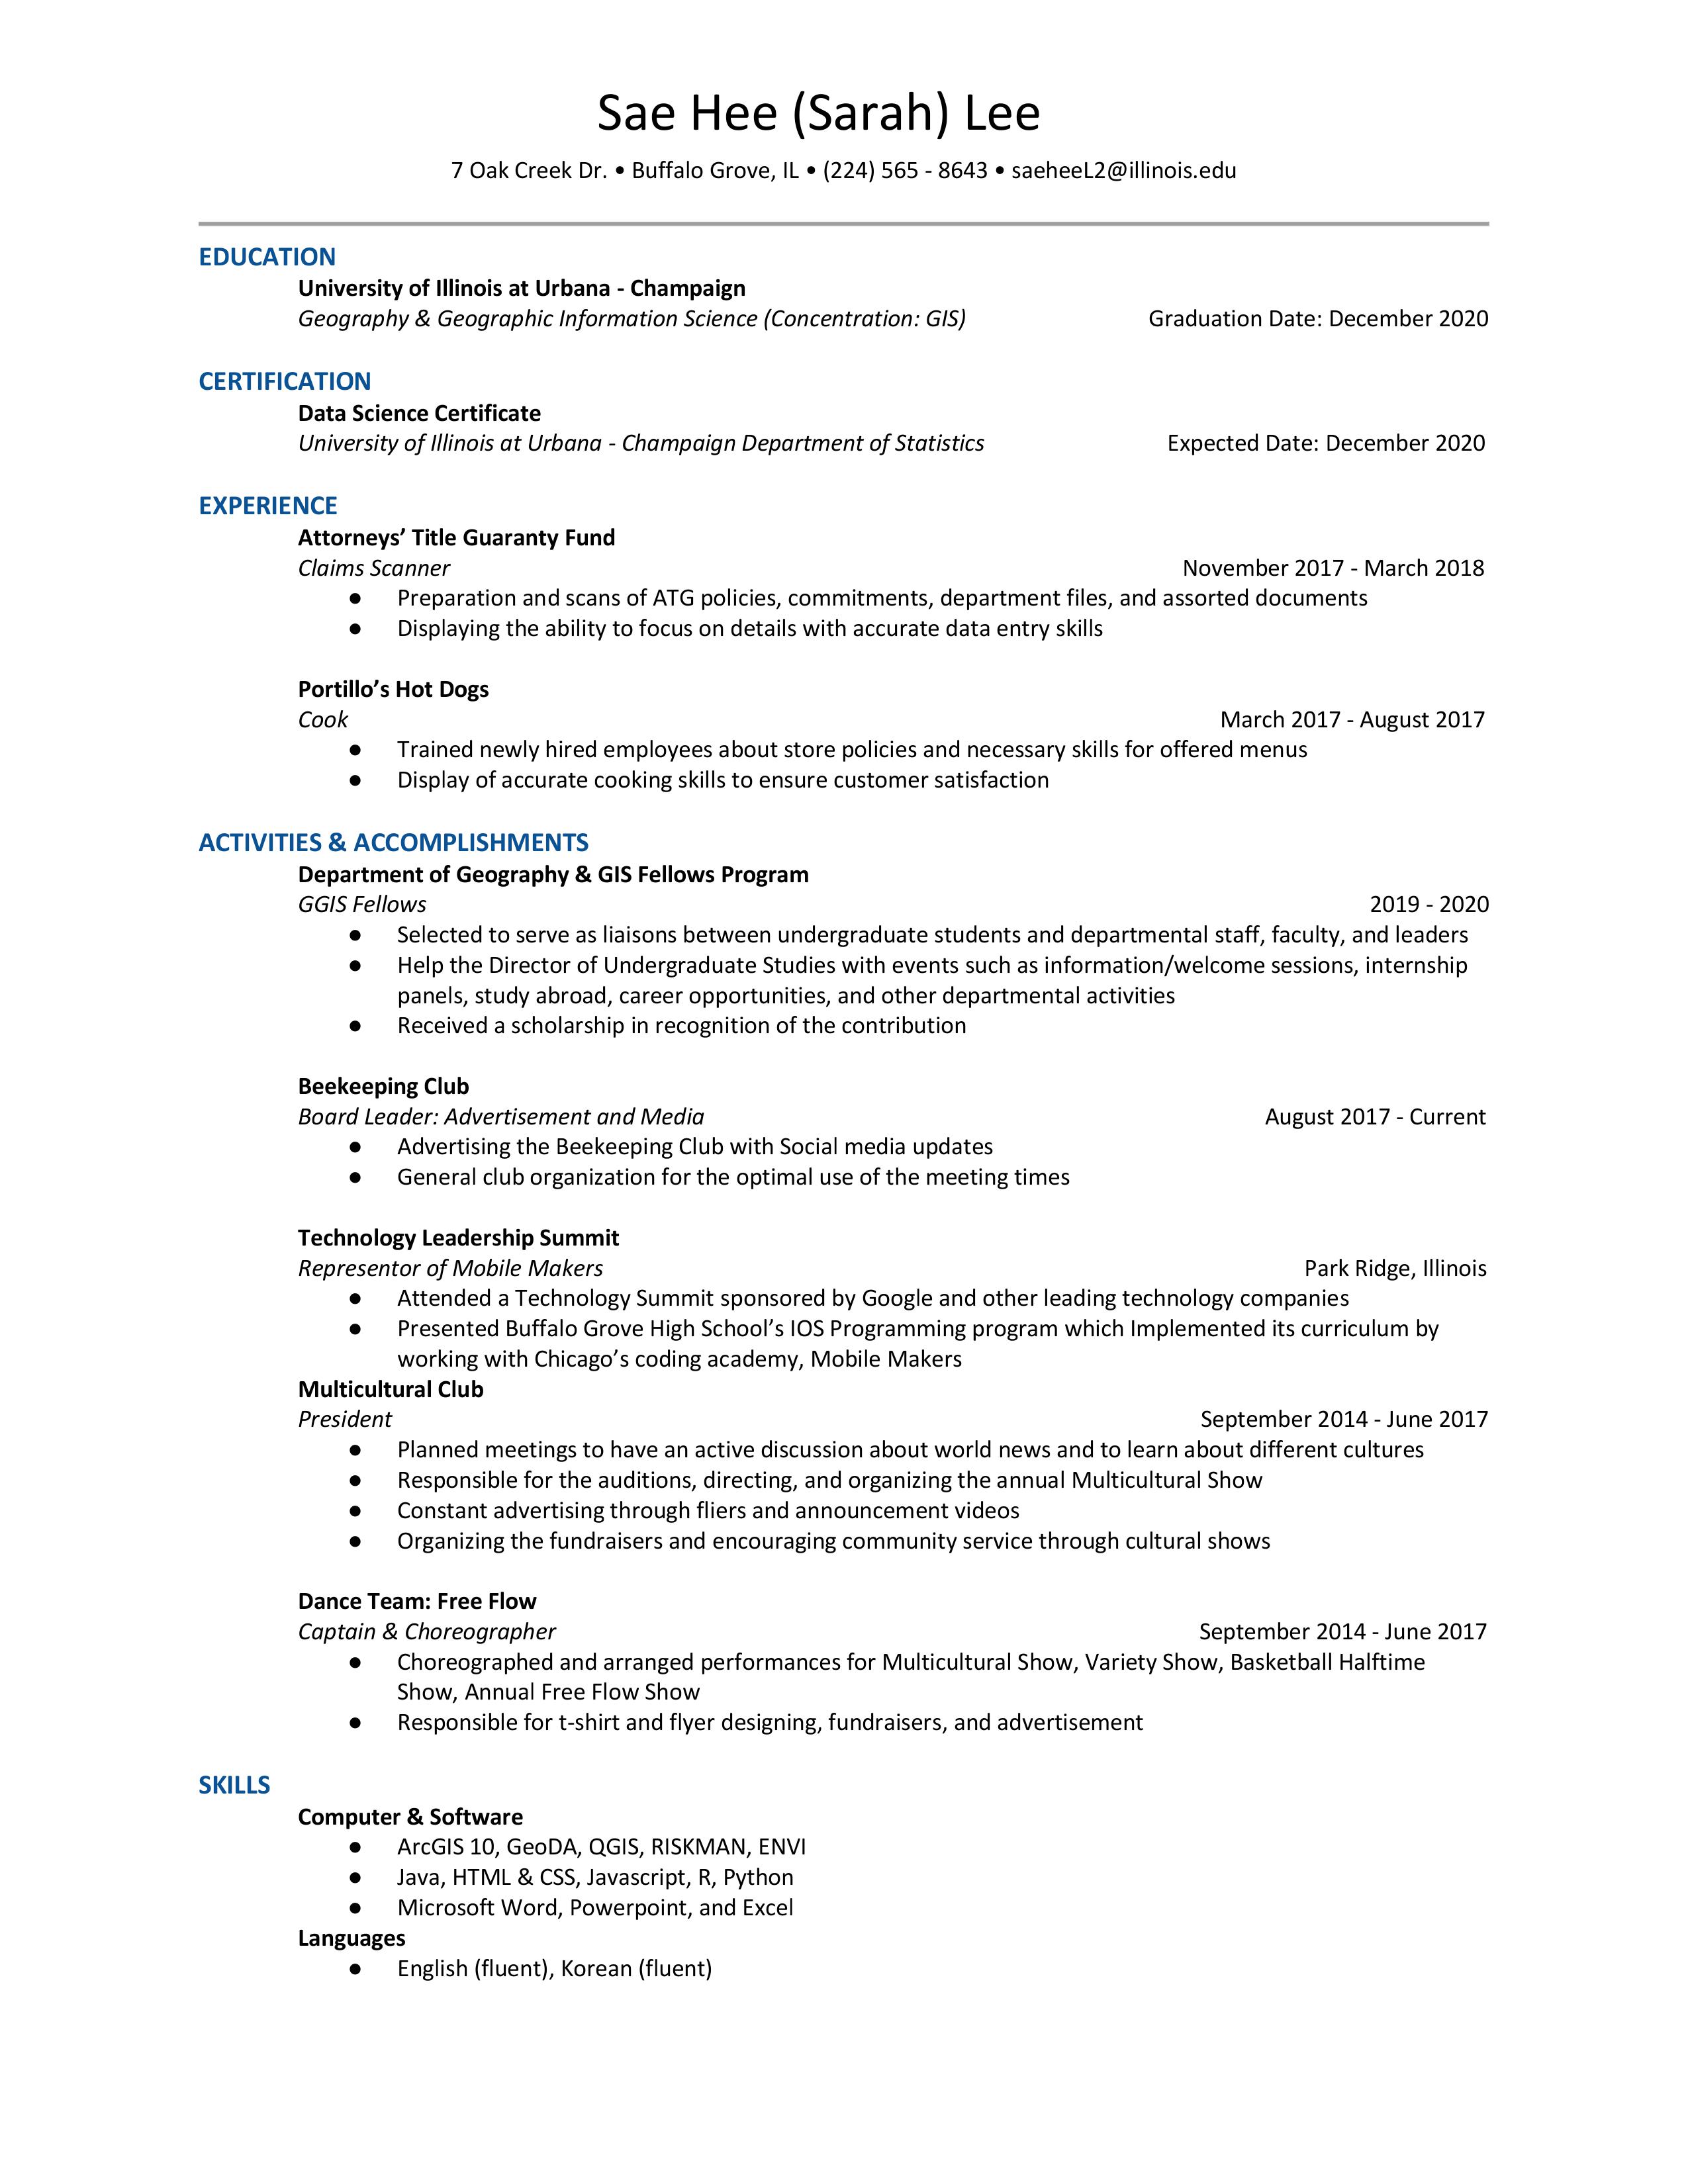 Sae Hee (Sarah) Lee
7 Oak Creek Dr. • Buffalo Grove, IL • (224) 565 - 8643 • saeheeL2@illinois.edu
EDUCATION
University of Illinois at Urbana - Champaign
Geography & Geographic Information Science (Concentration: GIS) Graduation Date: December 2020
CERTIFICATION
Data Science Certificate
University of Illinois at Urbana - Champaign Department of Statistics Expected Date: December 2020
EXPERIENCE
Attorneys’ Title Guaranty Fund
Claims Scanner November 2017 - March 2018
● Preparation and scans of ATG policies, commitments, department files, and assorted documents
● Displaying the ability to focus on details with accurate data entry skills
Portillo’s Hot Dogs
Cook March 2017 - August 2017
● Trained newly hired employees about store policies and necessary skills for offered menus
● Display of accurate cooking skills to ensure customer satisfaction
ACTIVITIES & ACCOMPLISHMENTS
Department of Geography & GIS Fellows Program
GGIS Fellows 2019 - 2020
● Selected to serve as liaisons between undergraduate students and departmental staff, faculty, and leaders
● Help the Director of Undergraduate Studies with events such as information/welcome sessions, internship
panels, study abroad, career opportunities, and other departmental activities
● Received a scholarship in recognition of the contribution
Beekeeping Club
Board Leader: Advertisement and Media August 2017 - Current
● Advertising the Beekeeping Club with Social media updates
● General club organization for the optimal use of the meeting times
Technology Leadership Summit
Representor of Mobile Makers Park Ridge, Illinois
● Attended a Technology Summit sponsored by Google and other leading technology companies
● Presented Buffalo Grove High School’s IOS Programming program which Implemented its curriculum by
working with Chicago’s coding academy, Mobile Makers
Multicultural Club
President September 2014 - June 2017
● Planned meetings to have an active discussion about world news and to learn about different cultures
● Responsible for the auditions, directing, and organizing the annual Multicultural Show
● Constant advertising through fliers and announcement videos
● Organizing the fundraisers and encouraging community service through cultural shows
Dance Team: Free Flow
Captain & Choreographer September 2014 - June 2017
● Choreographed and arranged performances for Multicultural Show, Variety Show, Basketball Halftime
Show, Annual Free Flow Show
● Responsible for t-shirt and flyer designing, fundraisers, and advertisement
SKILLS
Computer & Software
● ArcGIS 10, GeoDA, QGIS, RISKMAN, ENVI
● Java, HTML & CSS, Javascript, R, Python
● Microsoft Word, Powerpoint, and Excel
Languages
● English (fluent), Korean (fluent)